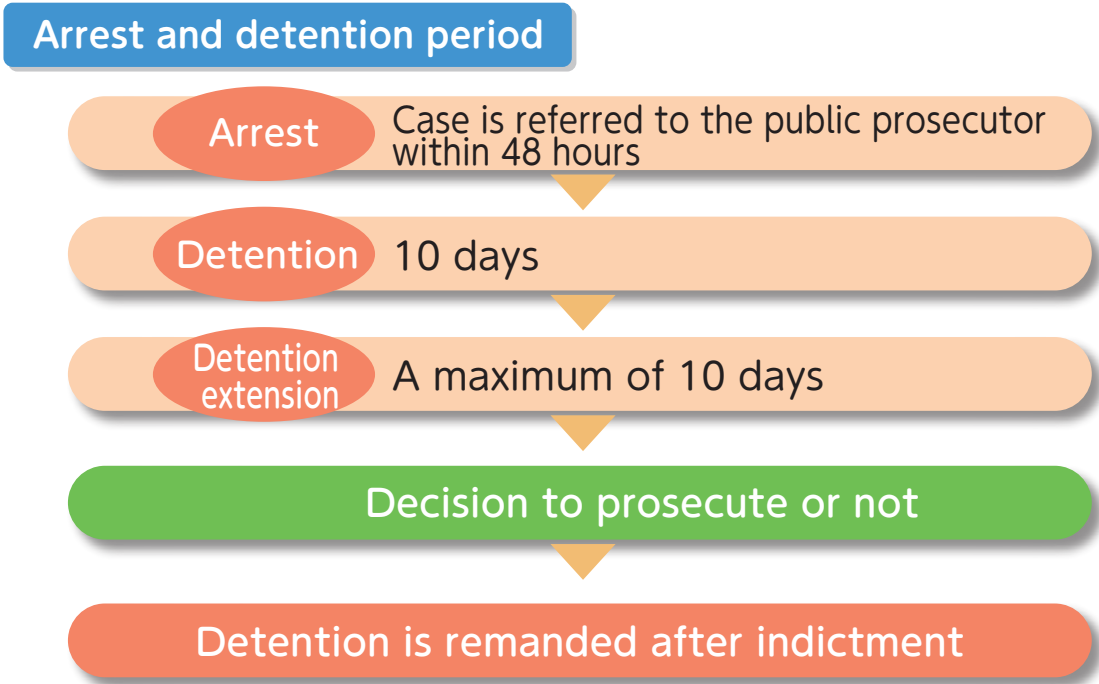 Arrest and detention period
Arrest
Case is referred to the public prosecutor
within 48 hours
Detention
10 days
Detention
extension
A maximum of 10 days
Decision to prosecute or not
Detention is remanded after indictment